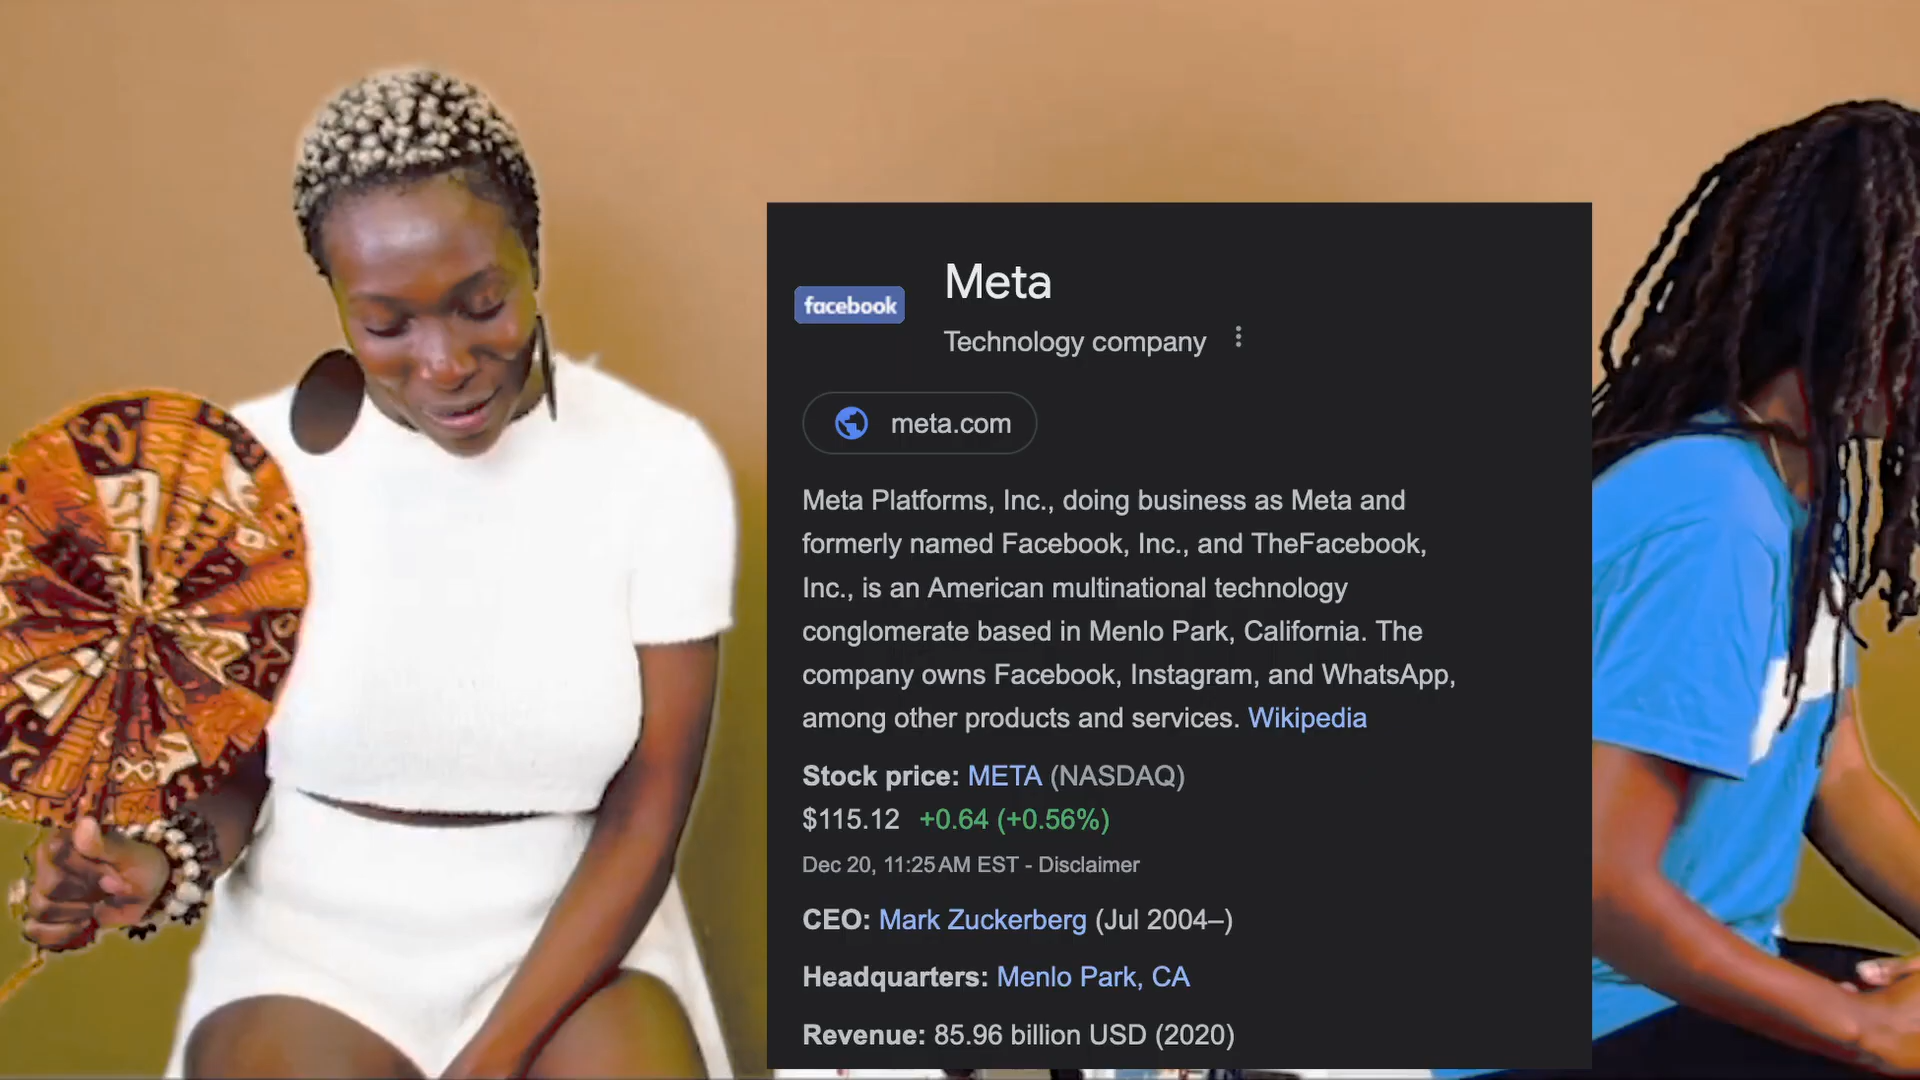 facebook
Meta
Technology company
meta.com
Meta Platforms, Inc., doing business as Meta and
formerly named Facebook, Inc., and TheFacebook,
Inc., is an American multinational technology
conglomerate based in Menlo Park, California. The
company owns Facebook, Instagram, and WhatsApp,
among other products and services. Wikipedia
Stock price: META (NASDAQ)
$115.12 +0.64 (+0.56%)
Dec 20, 11:25 AM EST - Disclaimer
CEO: Mark Zuckerberg (Jul 2004–)
Headquarters: Menlo Park, CA
Revenue: 85.96 billion USD (2020)